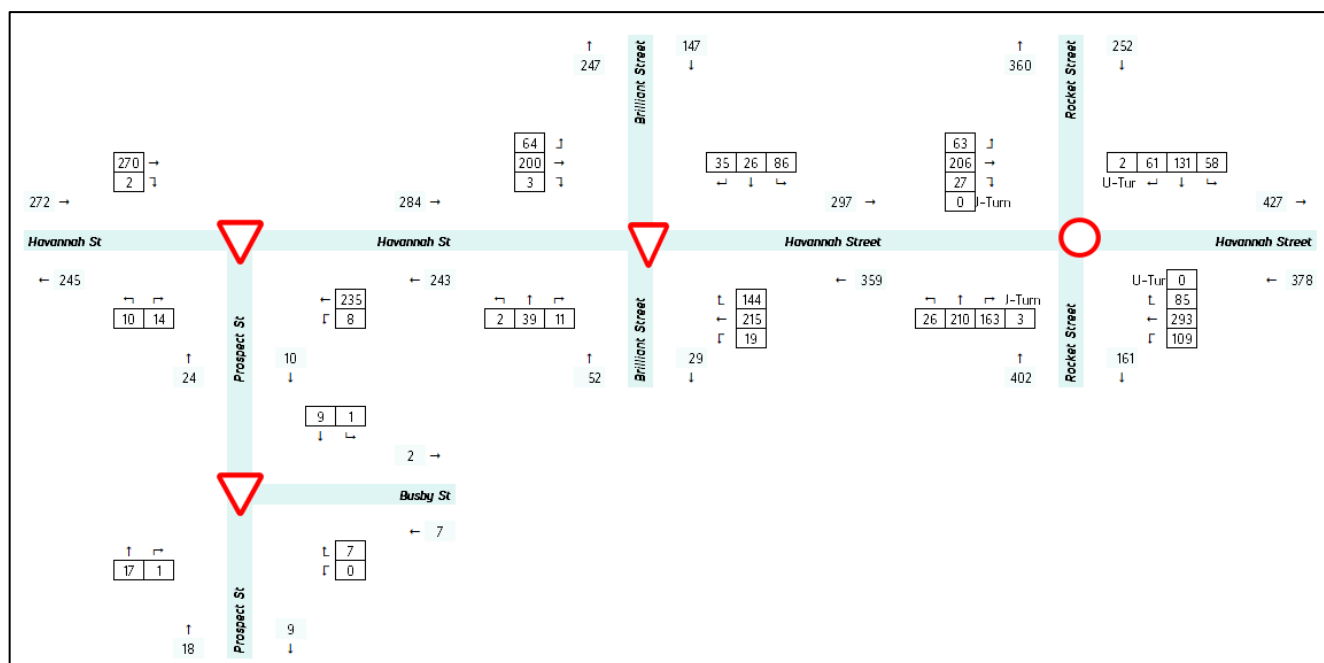 ↑ 147 ↑ 252
247 ↓ 360 ↓
Brilliant Street
Rocket Street
64
200 →
3
35 26 86
↓
63
206 →
27
0 J-Turn
2 61 131 58
U-Tur ↓
270 →
2
272 → 284 → 297 → 427 →
Havannah St Havannah St Havannah Street Havannah Street
← 245 ← 243 ← 359 ← 378
10 14
Prospect St
← 235
8
↑
2 39 11
Brilliant Street
144
← 215
19
↑ J-Turn
26 210 163 3
Rocket Street
U-Tur 0
85
← 293
109
↑ 10 ↑ 29 ↑ 161
24 ↓ 52 ↓ 402 ↓
9 1
↓
2 →
Busby St
← 7
↑
17 1
7
0
Prospect St
↑ 9
18 ↓